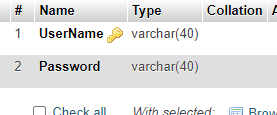 # Name Type Collation A
1 UserName varchar(40)
2 Password varchar(40)
Check all With selected: Brow